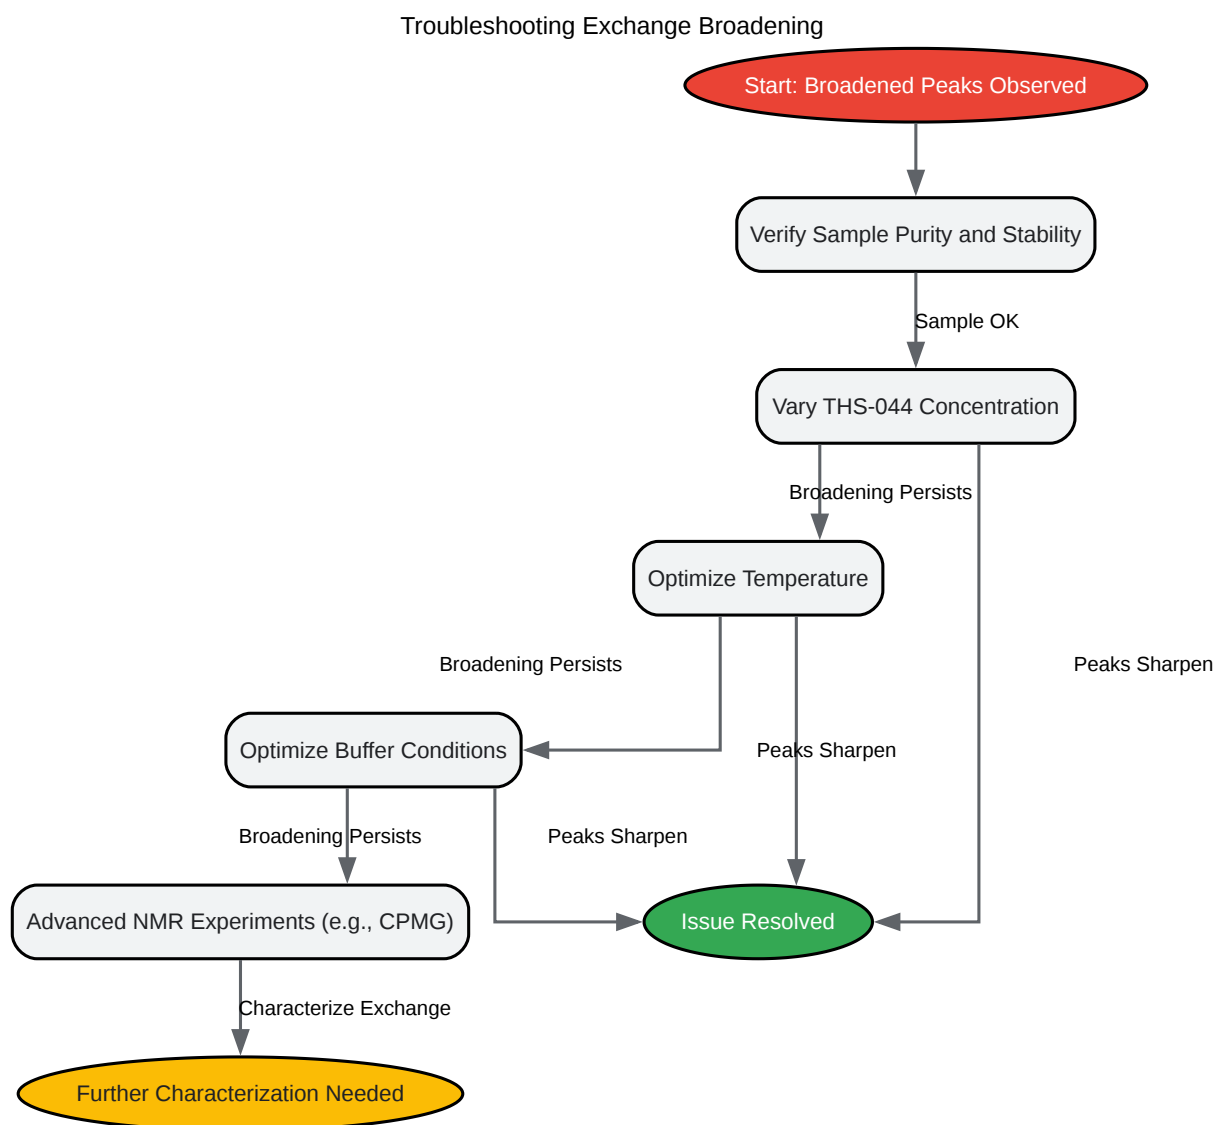 Troubleshooting Exchange Broadening
Start: Broadened Peaks Observed
Verify Sample Purity and Stability
Sample OK
Vary THS-044 Concentration
Broadening Persists
Optimize Temperature
Broadening Persists
Peaks Sharpen
Optimize Buffer Conditions
Peaks Sharpen
Broadening Persists
Peaks Sharpen
Advanced NMR Experiments (e.g., CPMG)
Issue Resolved
Characterize Exchange
Further Characterization Needed